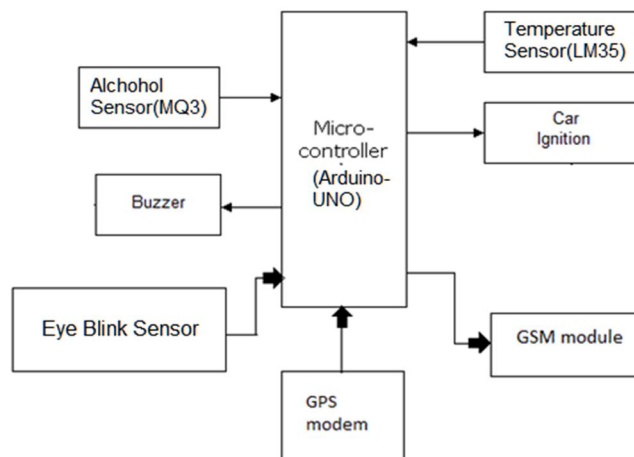 Temperature
Sensor(LM35)
Alchohol
Sensor(MQ3)
Micro-
controller
(Arduino-
UNO)
Car
Ignition
Buzzer
Eye Blink Sensor
GSM module
GPS
modem